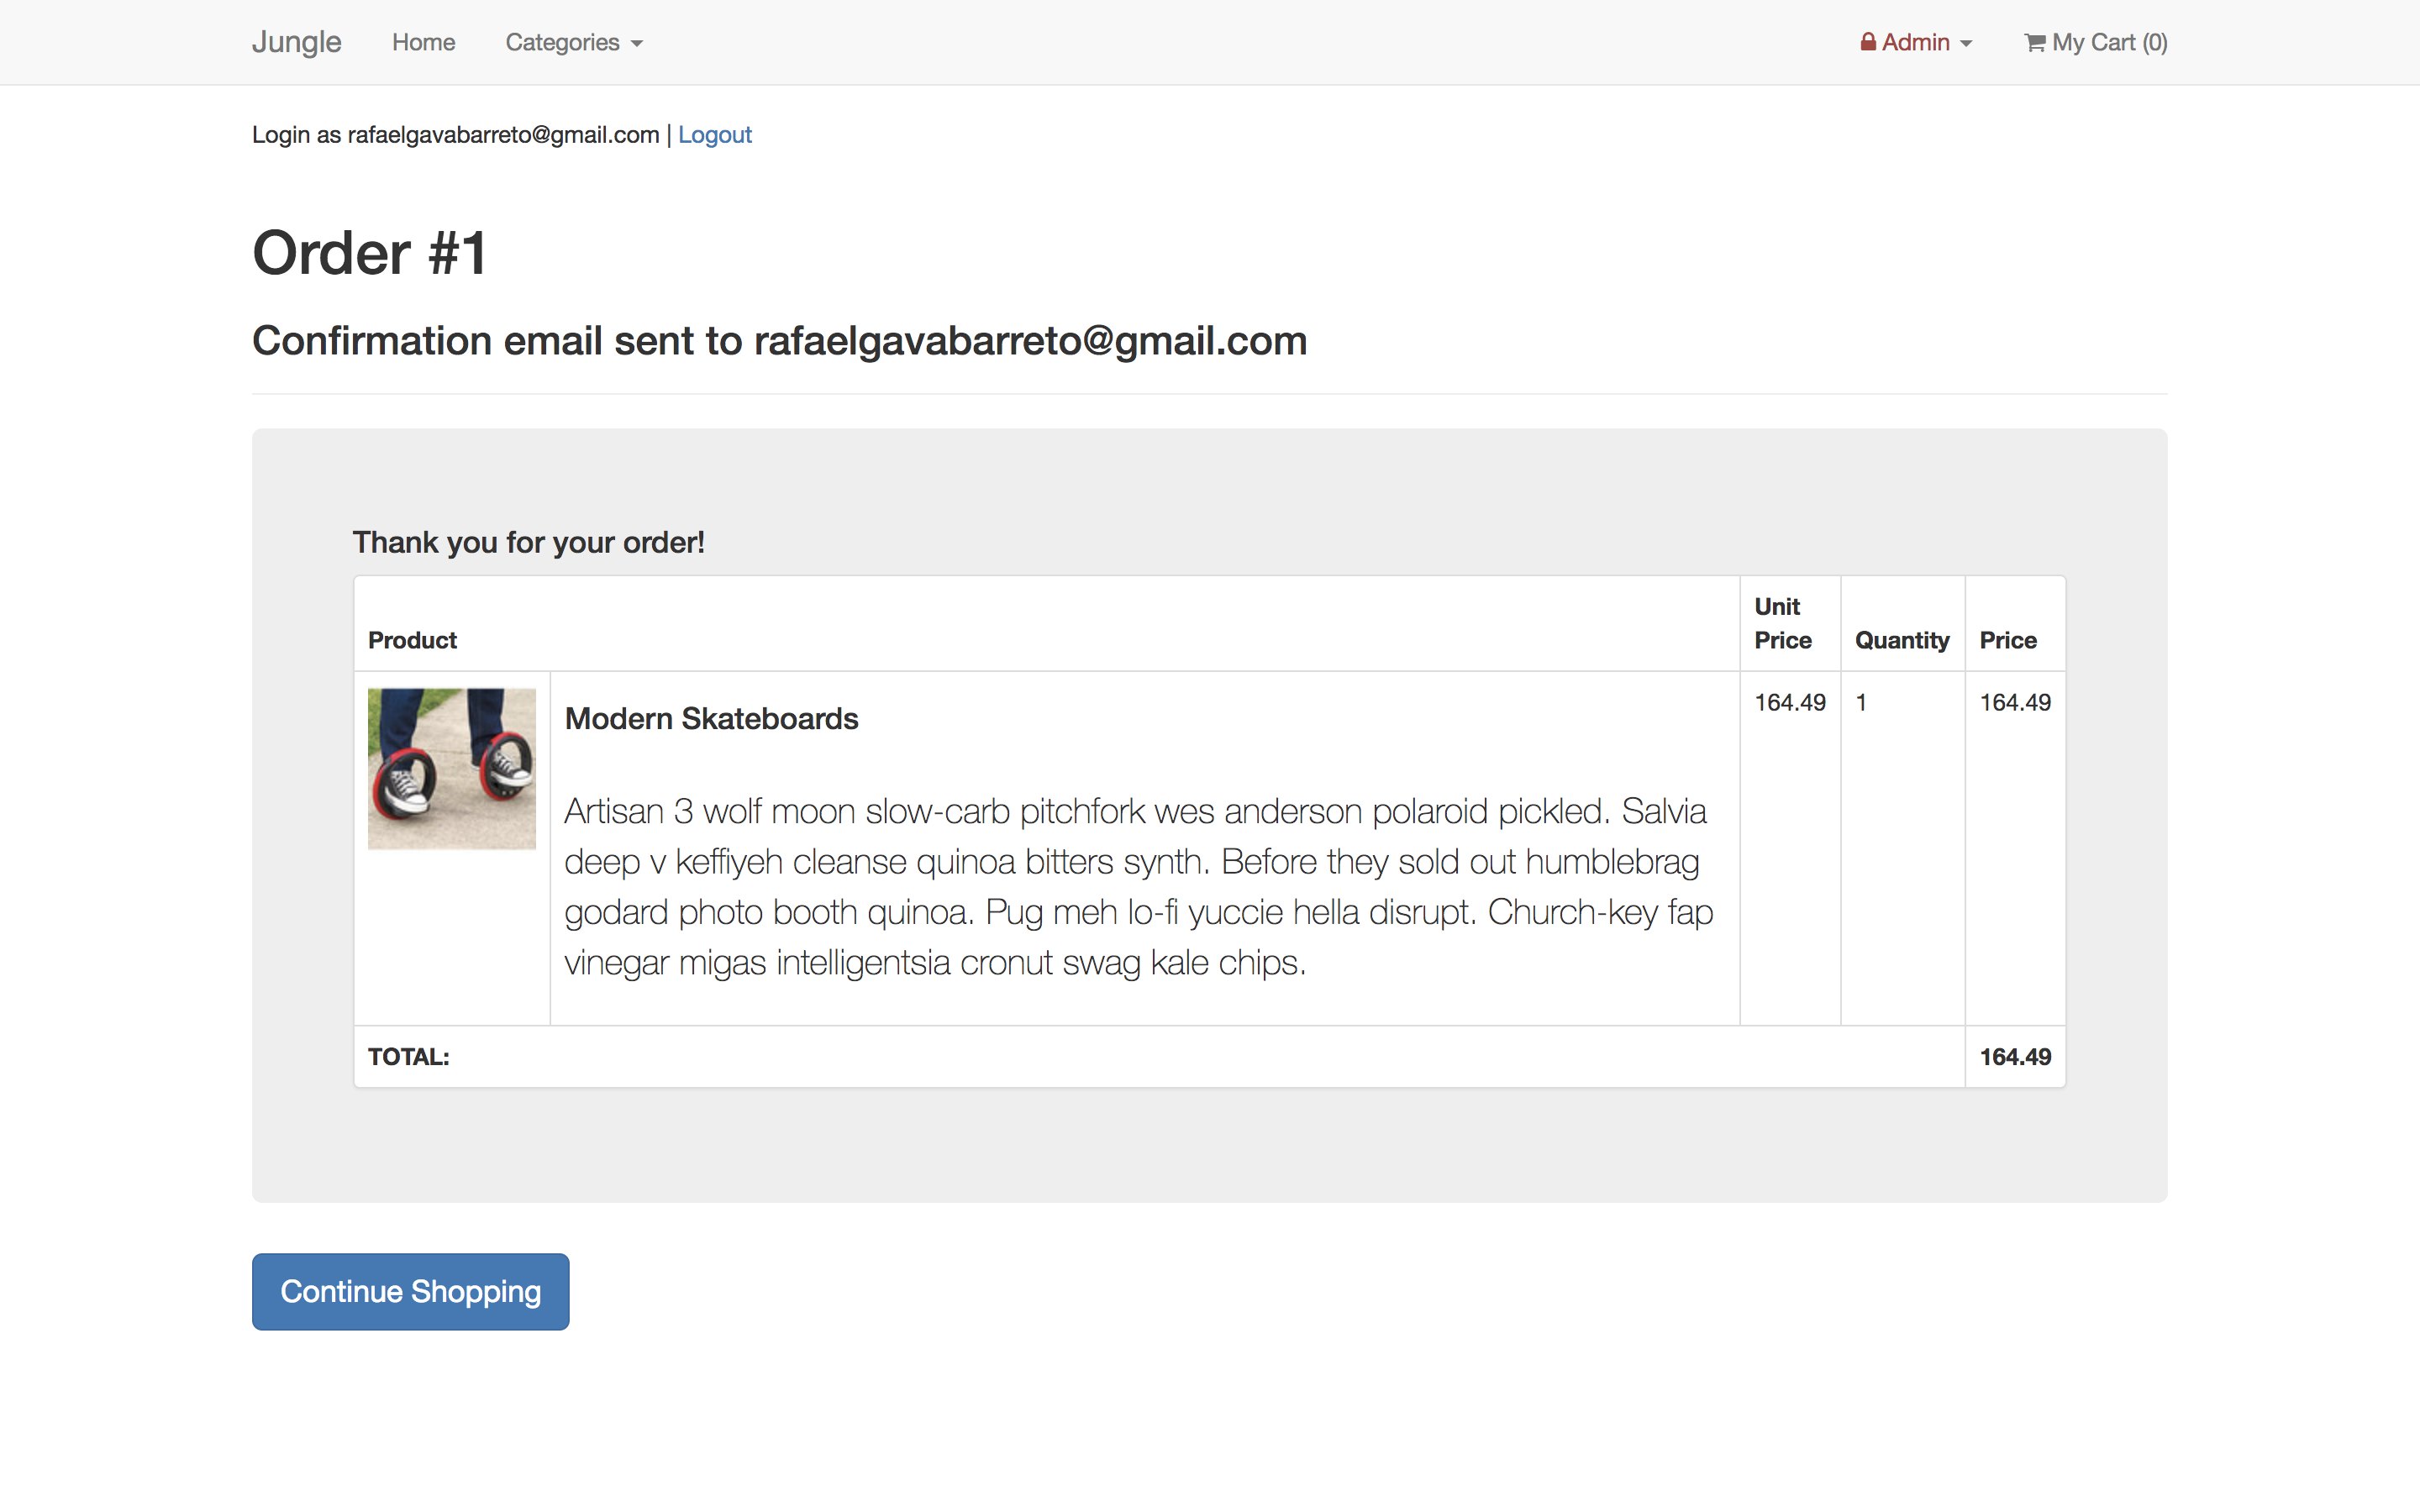 Jungle Home Categories Admin My Cart (0)
Login as rafaelgavabarreto@gmail.com | Logout
Order #1
Confirmation email sent to rafaelgavabarreto@gmail.com
Thank you for your order!
Product Unit Price Quantity Price
Modern Skateboards 164.49 1 164.49
Artisan 3 wolf moon slow-carb pitchfork wes anderson polaroid pickled. Salvia
deep v keffiyeh cleanse quinoa bitters synth. Before they sold out humblebrag
godard photo booth quinoa. Pug meh lo-fi yuccie hella disrupt. Church-key fap
vinegar migas intelligentsia cronut swag kale chips.
TOTAL: 164.49
Continue Shopping